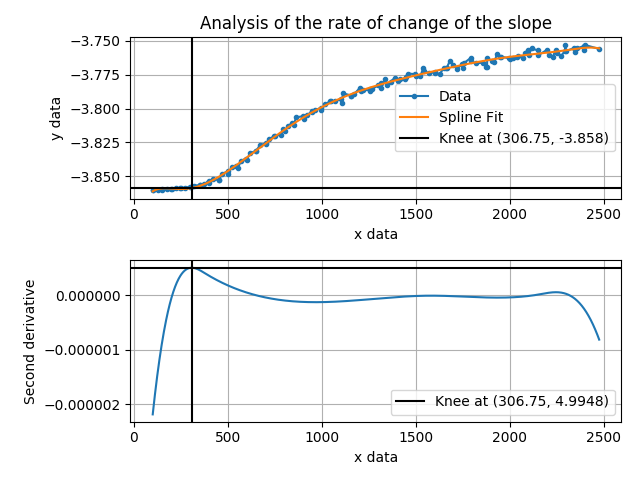 Analysis of the rate of change of the slope
y data
−3.750
−3.775
−3.800
−3.825
−3.850
Data
Spline Fit
Knee at (306.75, -3.858)
0 500 1000 1500 2000 2500
x data
Second derivative
0.000000
−0.000001
−0.000002
Knee at (306.75, 4.9948)
0 500 1000 1500 2000 2500
x data